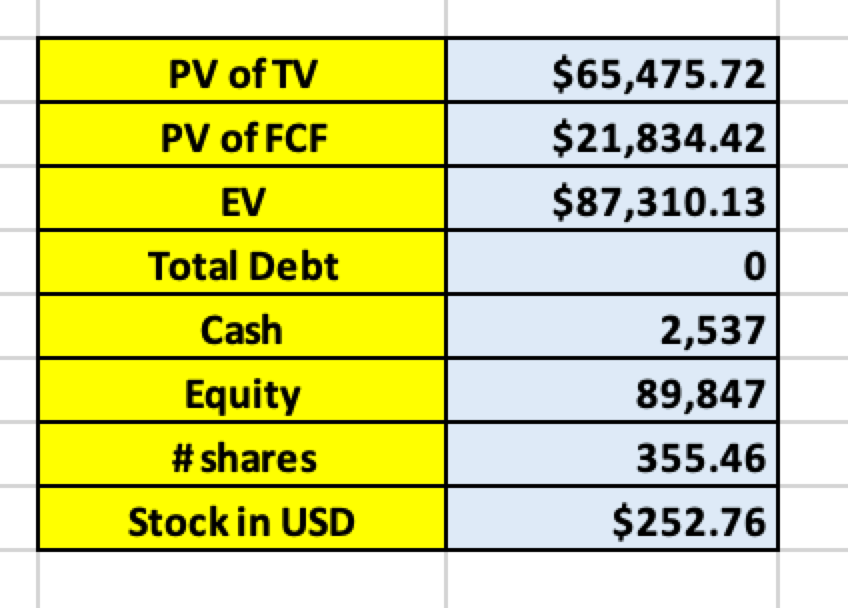 PV of TV $65,475.72
PV of FCF $21,834.42
EV $87,310.13
Total Debt 0
Cash 2,537
Equity 89,847
# shares 355.46
Stock in USD $252.76